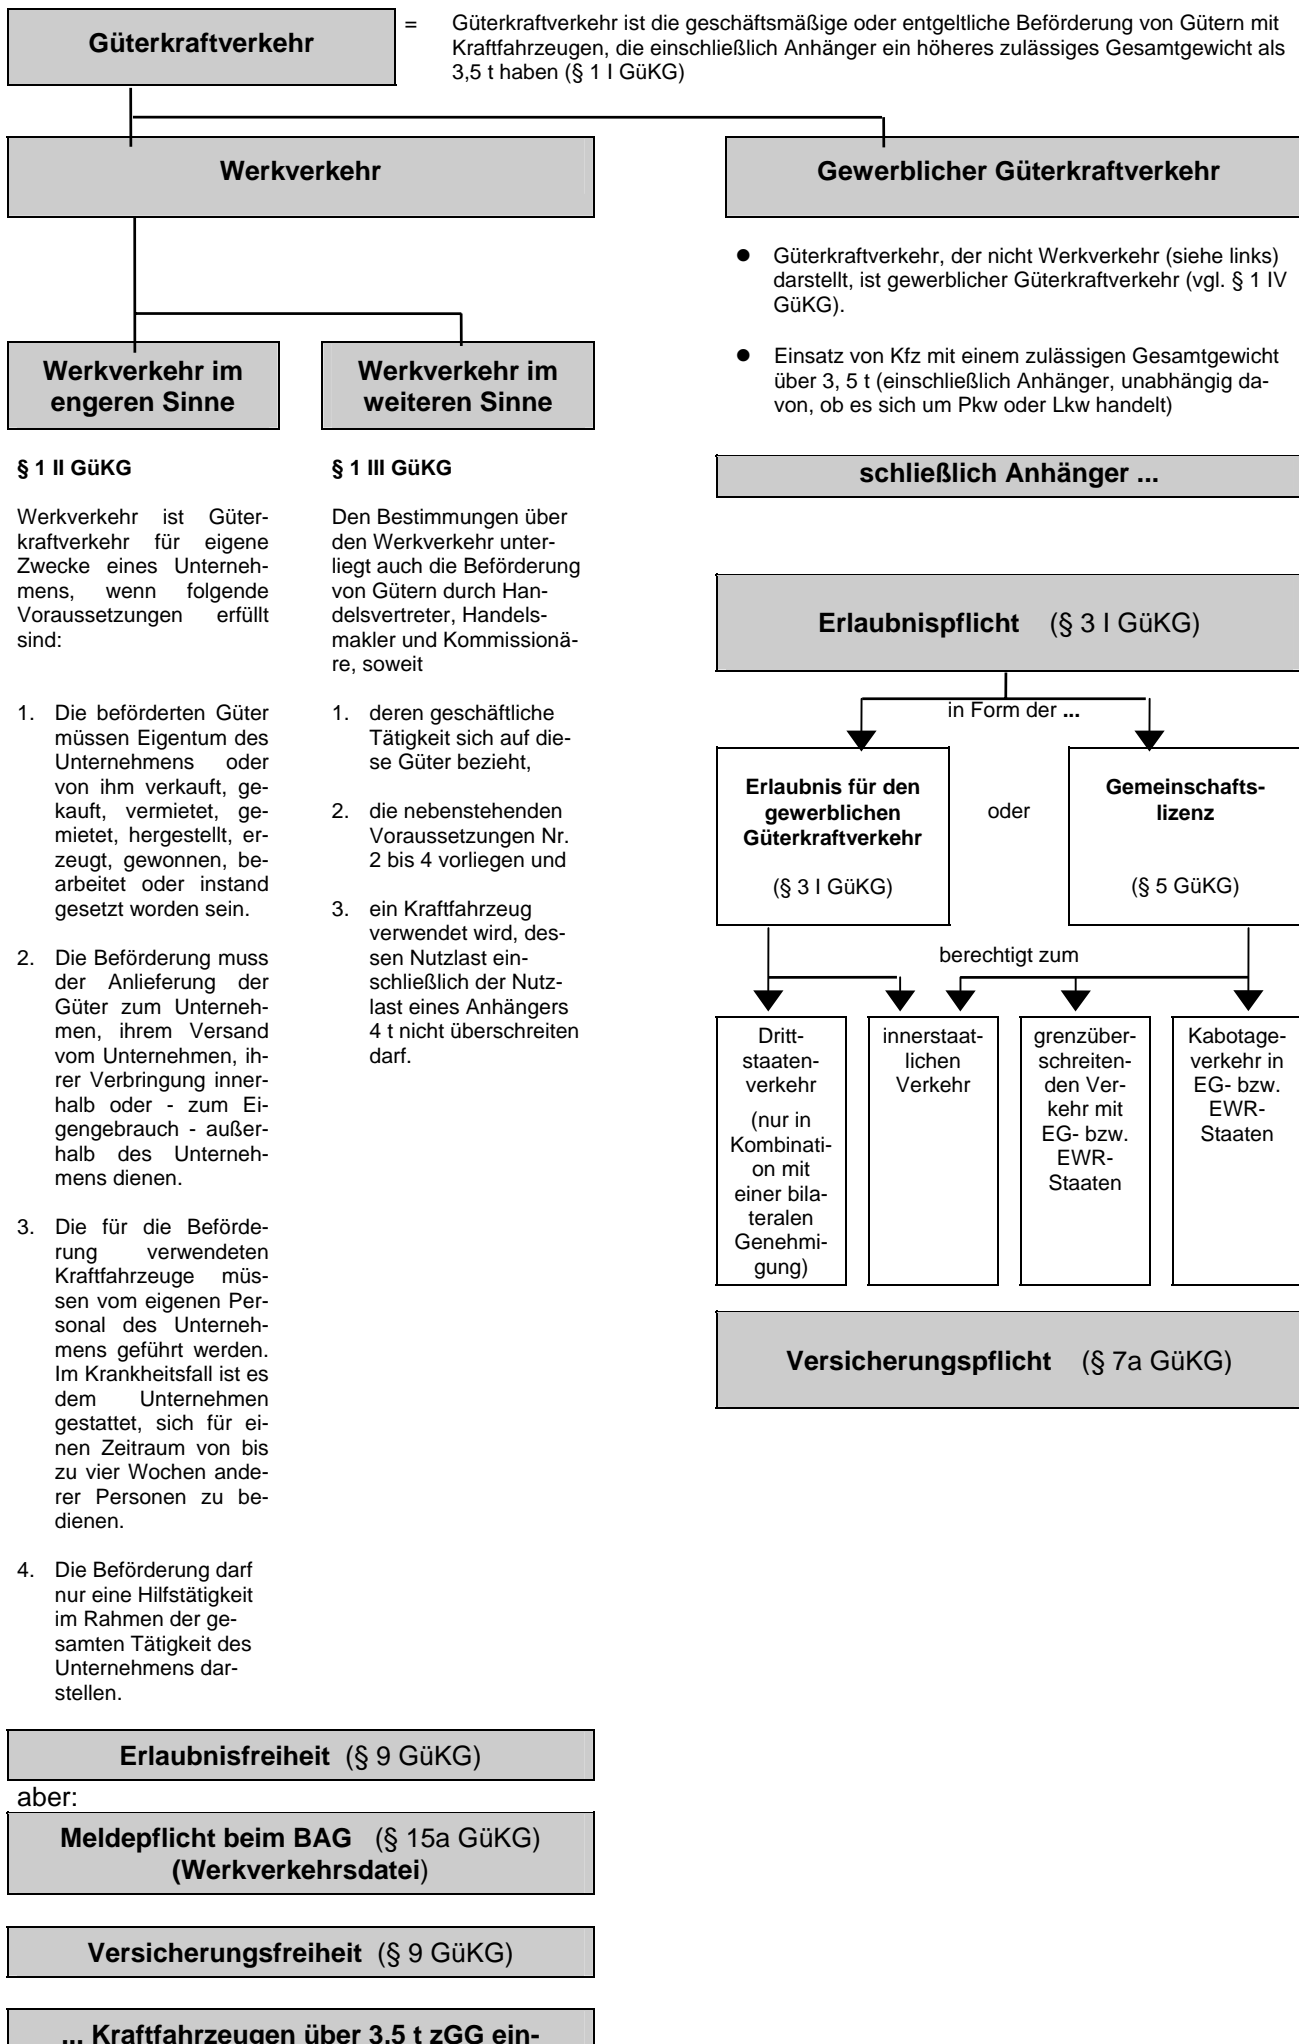 Güterkraftverkehr
= Güterkraftverkehr ist die geschäftsmäßige oder entgeltliche Beförderung von Gütern mit
Kraftfahrzeugen, die einschließlich Anhänger ein höheres zulässiges Gesamtgewicht als
3,5 t haben (§ 1 I GüKG)
Werkverkehr
Werkverkehr im
engeren Sinne
§ 1 II GüKG
Werkverkehr ist Güter-
kraftverkehr für eigene
Zwecke eines Unterneh-
mens, wenn folgende
Voraussetzungen erfüllt
sind:
1. Die beförderten Güter
müssen Eigentum des
Unternehmens oder
von ihm verkauft, ge-
kauft, vermietet, ge-
mietet, hergestellt, er-
zeugt, gewonnen, be-
arbeitet oder instand
gesetzt worden sein.
2. Die Beförderung muss
der Anlieferung der
Güter zum Unterneh-
men, ihrem Versand
vom Unternehmen, ih-
rer Verbringung inner-
halb oder - zum Ei-
gengebrauch - außer-
halb des Unterneh-
mens dienen.
3. Die für die Beförde-
rung verwendeten
Kraftfahrzeuge müs-
sen vom eigenen Per-
sonal des Unterneh-
mens geführt werden.
Im Krankheitsfall ist es
dem Unternehmen
gestattet, sich für ei-
nen Zeitraum von bis
zu vier Wochen ande-
rer Personen zu be-
dienen.
4. Die Beförderung darf
nur eine Hilfstätigkeit
im Rahmen der ge-
samten Tätigkeit des
Unternehmens dar-
stellen.
Werkverkehr im
weiteren Sinne
§ 1 III GüKG
Den Bestimmungen über
den Werkverkehr unter-
liegt auch die Beförderung
von Gütern durch Han-
delsvertreter, Handels-
makler und Kommissionä-
re, soweit
1. deren geschäftliche
Tätigkeit sich auf die-
se Güter bezieht,
2. die nebenstehenden
Voraussetzungen Nr.
2 bis 4 vorliegen und
3. ein Kraftfahrzeug
verwendet wird, des-
sen Nutzlast ein-
schließlich der Nutz-
last eines Anhängers
4 t nicht überschreiten
darf.
Erlaubnisfreiheit (§ 9 GüKG)
aber:
Meldepflicht beim BAG (§ 15a GüKG)
(Werkverkehrsdatei)
Versicherungsfreiheit (§ 9 GüKG)
... Kraftfahrzeugen über 3,5 t zGG ein-
Gewerblicher Güterkraftverkehr
● Güterkraftverkehr, der nicht Werkverkehr (siehe links)
darstellt, ist gewerblicher Güterkraftverkehr (vgl. § 1 IV
GüKG).
● Einsatz von Kfz mit einem zulässigen Gesamtgewicht
über 3, 5 t (einschließlich Anhänger, unabhängig da-
von, ob es sich um Pkw oder Lkw handelt)
schließlich Anhänger ...
Erlaubnispflicht (§ 3 I GüKG)
in Form der ...
Erlaubnis für den
gewerblichen
Güterkraftverkehr
(§ 3 I GüKG)
oder
Gemeinschafts-
lizenz
(§ 5 GüKG)
berechtigt zum
Dritt-
staaten-
verkehr
(nur in
Kombinati-
on mit
einer bila-
teralen
Genehmi-
gung)
innerstaat-
lichen
Verkehr
grenzüber-
schreiten-
den Ver-
kehr mit
EG- bzw.
EWR-
Staaten
Kabotage-
verkehr in
EG- bzw.
EWR-
Staaten
Versicherungspflicht (§ 7a GüKG)